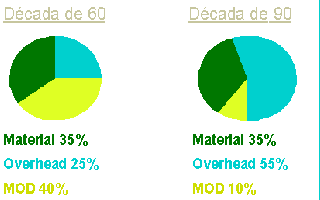 Década de 60
Década de 90
Material 35%
Overhead 25%
MOD 40%
Material 35%
Overhead 55%
MOD 10%